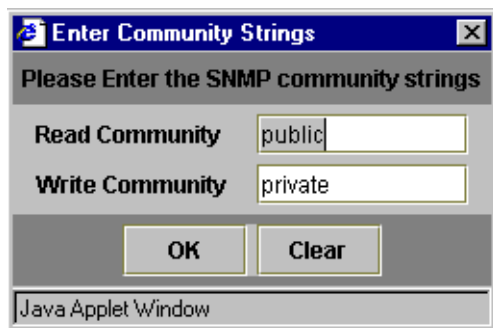 Enter Community Strings
Please Enter the SNMP community strings
Read Community public
Write Community private
OK Clear
Java Applet Window